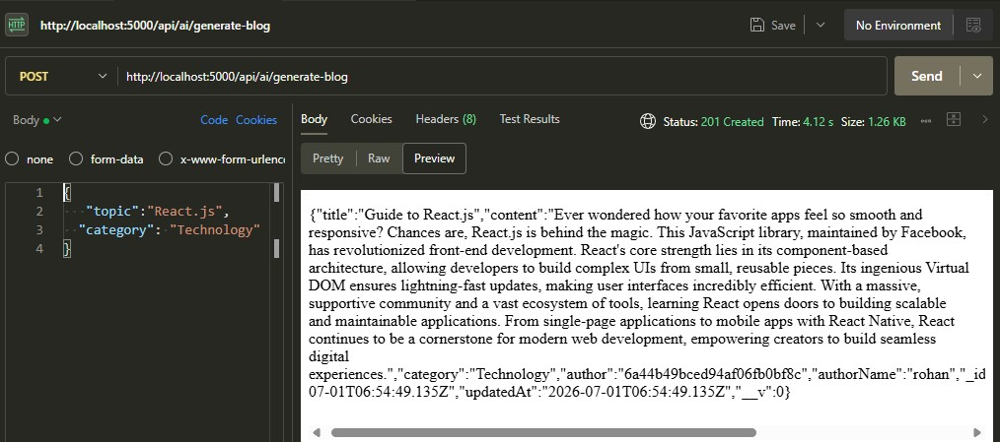 HTTP http://localhost:5000/api/ai/generate-blog Save No Environment
POST http://localhost:5000/api/ai/generate-blog Send
Body Code Cookies
none form-data x-www-form-urlenc
1 {
2 "topic":"React.js",
3 "category": "Technology"
4 }
Body Cookies Headers (8) Test Results Status: 201 Created Time: 4.12 s Size: 1.26 KB
Pretty Raw Preview
{"title":"Guide to React.js","content":"Ever wondered how your favorite apps feel so smooth and
responsive? Chances are, React.js is behind the magic. This JavaScript library, maintained by Facebook,
has revolutionized front-end development. React's core strength lies in its component-based
architecture, allowing developers to build complex UIs from small, reusable pieces. Its ingenious Virtual
DOM ensures lightning-fast updates, making user interfaces incredibly efficient. With a massive,
supportive community and a vast ecosystem of tools, learning React opens doors to building scalable
and maintainable applications. From single-page applications to mobile apps with React Native, React
continues to be a cornerstone for modern web development, empowering creators to build seamless
digital
experiences.","category":"Technology","author":"6a44b49bced94af06fb0bf8c","authorName":"rohan","_id
07-01T06:54:49.135Z","updatedAt":"2026-07-01T06:54:49.135Z","__v":0}